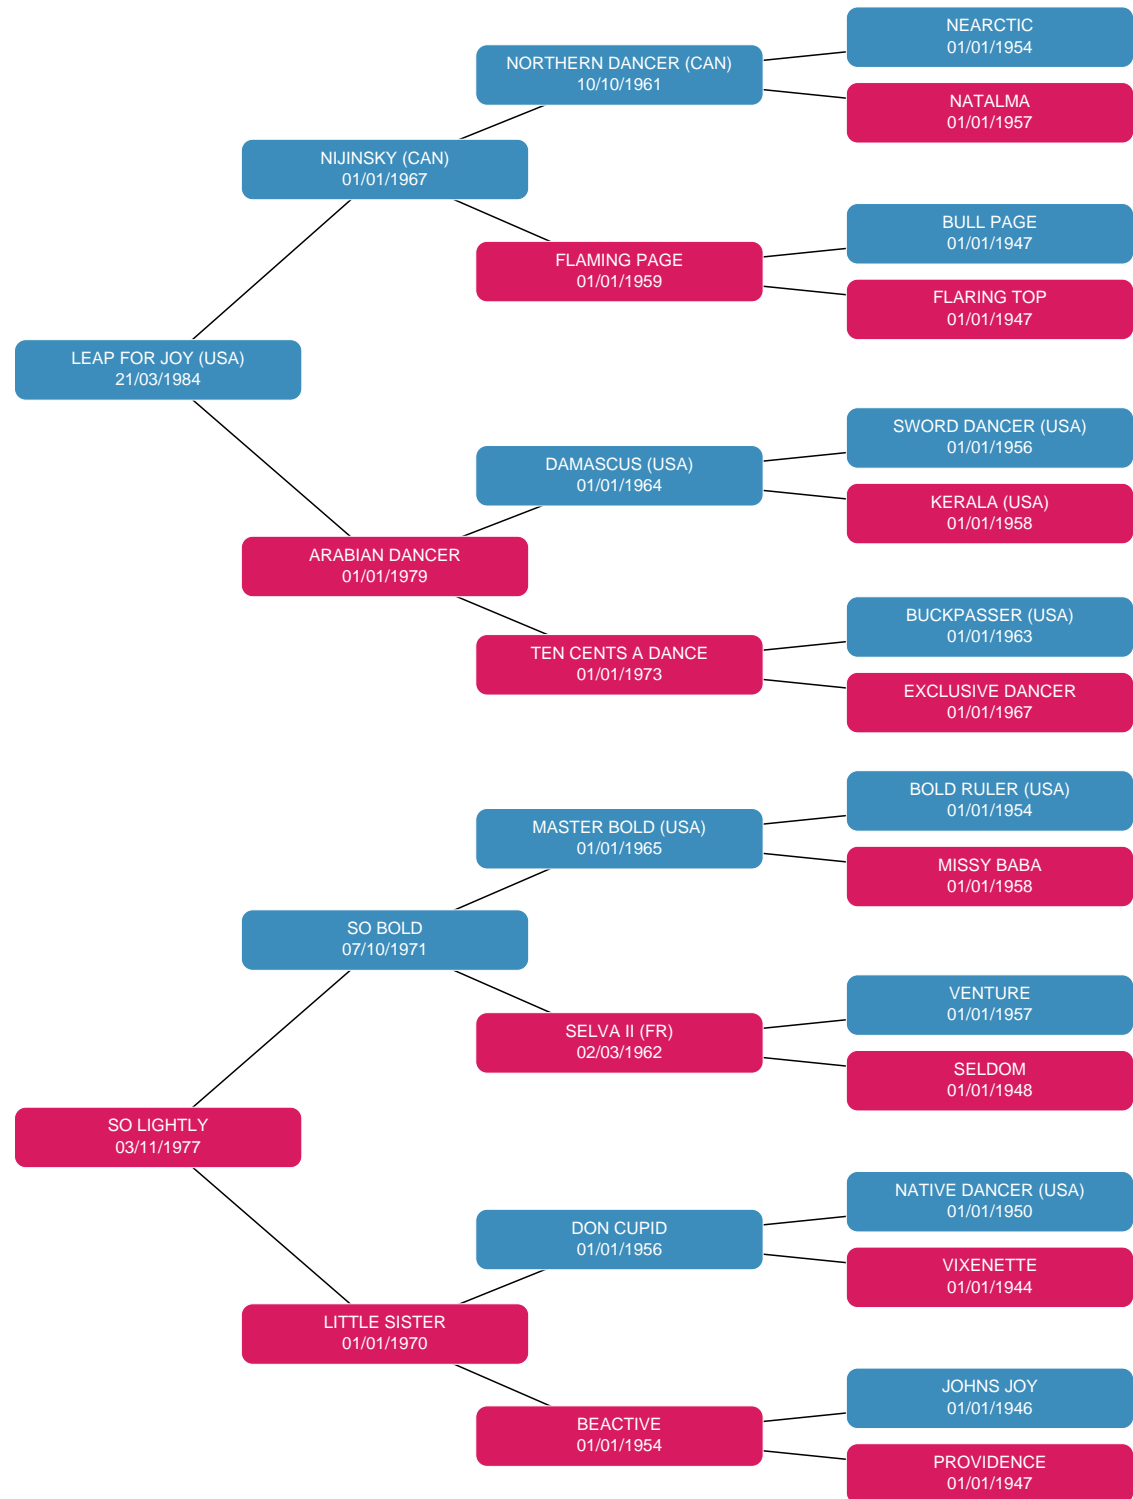 NEARCTIC
01/01/1954
NORTHERN DANCER (CAN)
10/10/1961
NATALMA
01/01/1957
NIJINSKY (CAN)
01/01/1967
BULL PAGE
01/01/1947
FLAMING PAGE
01/01/1959
FLARING TOP
01/01/1947
LEAP FOR JOY (USA)
21/03/1984
SWORD DANCER (USA)
01/01/1956
DAMASCUS (USA)
01/01/1964
KERALA (USA)
01/01/1958
ARABIAN DANCER
01/01/1979
BUCKPASSER (USA)
01/01/1963
TEN CENTS A DANCE
01/01/1973
EXCLUSIVE DANCER
01/01/1967
BOLD RULER (USA)
01/01/1954
MASTER BOLD (USA)
01/01/1965
MISSY BABA
01/01/1958
SO BOLD
07/10/1971
VENTURE
01/01/1957
SELVA II (FR)
02/03/1962
SELDOM
01/01/1948
SO LIGHTLY
03/11/1977
NATIVE DANCER (USA)
01/01/1950
DON CUPID
01/01/1956
VIXENETTE
01/01/1944
LITTLE SISTER
01/01/1970
JOHNS JOY
01/01/1946
BEACTIVE
01/01/1954
PROVIDENCE
01/01/1947